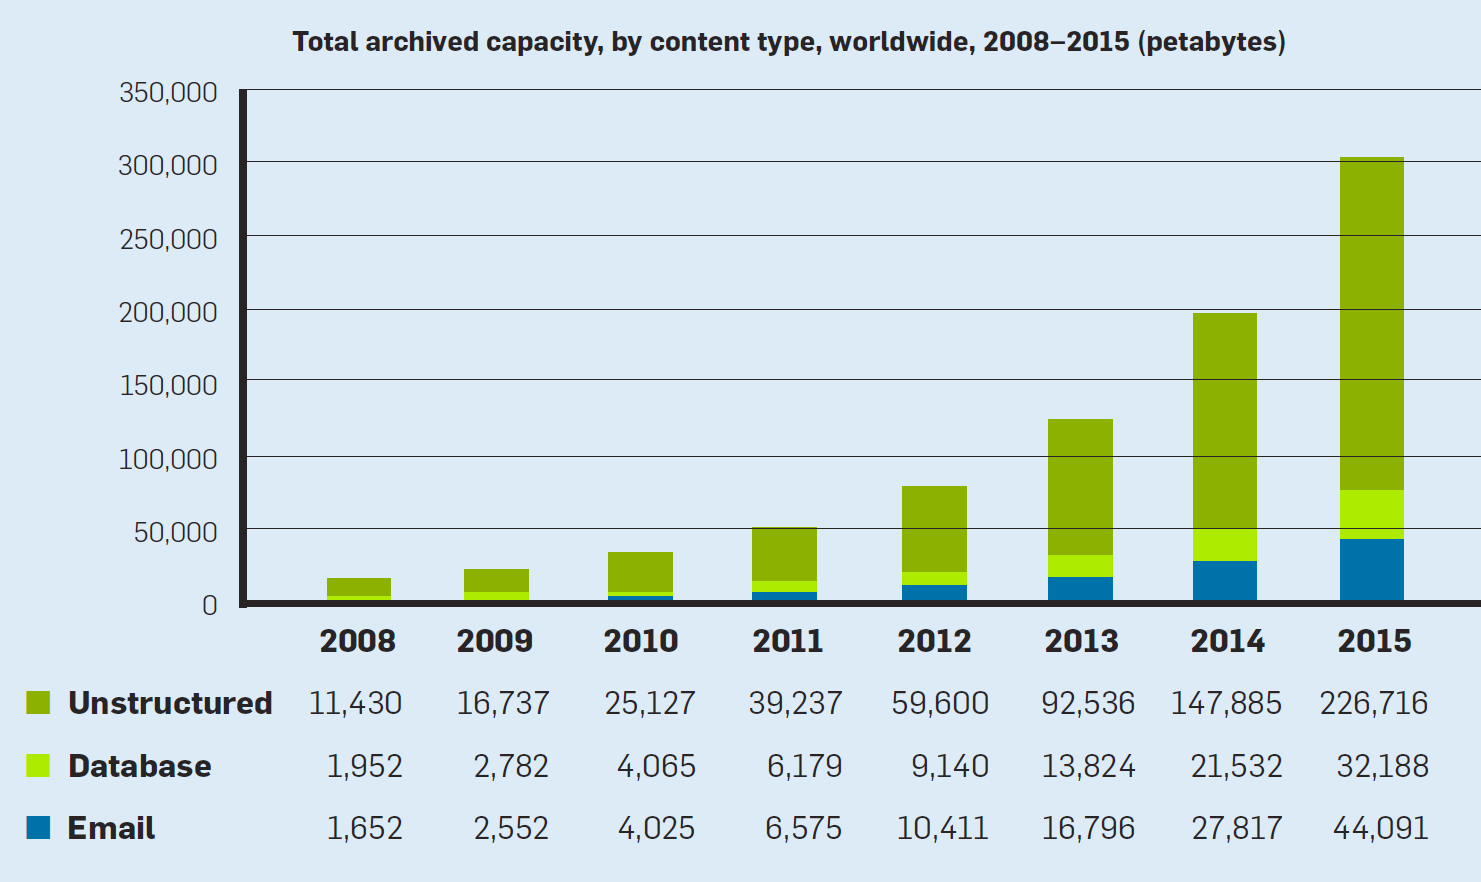 Total archived capacity, by content type, worldwide, 2008–2015 (petabytes)
350,000
300,000
250,000
200,000
150,000
100,000
50,000
0
2008 2009 2010 2011 2012 2013 2014 2015
Unstructured 11,430 16,737 25,127 39,237 59,600 92,536 147,885 226,716
Database 1,952 2,782 4,065 6,179 9,140 13,824 21,532 32,188
Email 1,652 2,552 4,025 6,575 10,411 16,796 27,817 44,091